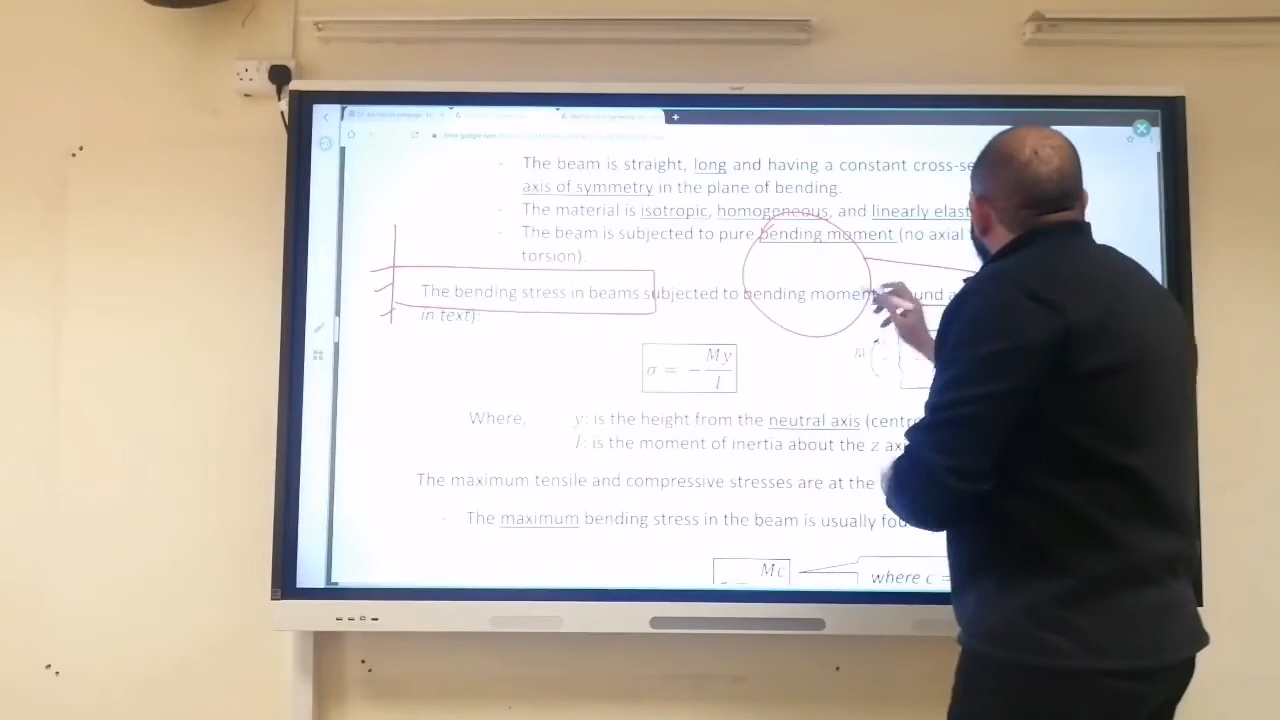 - The beam is straight, long and having a constant cross-se
axis of symmetry in the plane of bending.
- The material is isotropic, homogeneous, and linearly elast
- The beam is subjected to pure bending moment (no axial
torsion).
The bending stress in beams subjected to bending moment
in text):
σ = - My / I
M
Where, y: is the height from the neutral axis (centr
I: is the moment of inertia about the z ax
The maximum tensile and compressive stresses are at the
- The maximum bending stress in the beam is usually fou
Mc
where c =